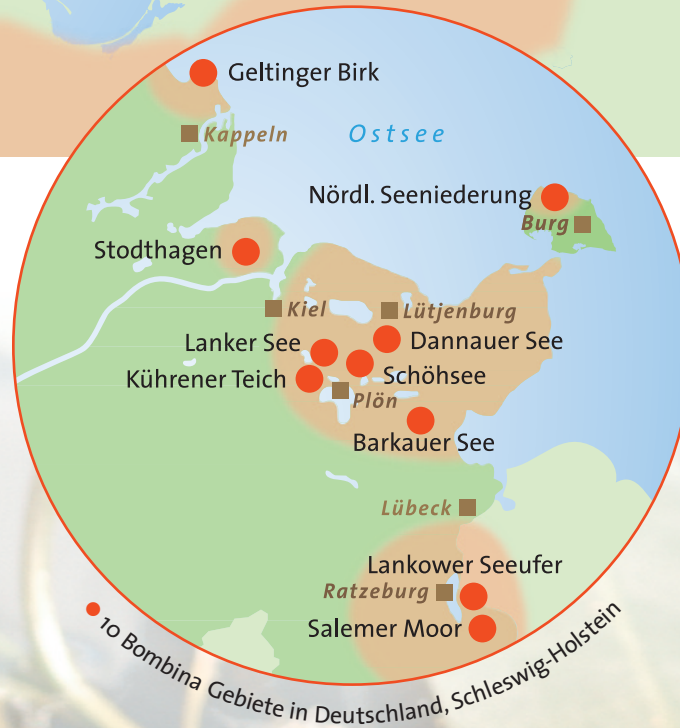 Geltinger Birk
Kappeln
Ostsee
Nördl. Seeniederung
Burg
Stodthagen
Kiel
Lütjenburg
Lanker See
Dannauer See
Kührener Teich
Schöhsee
Plön
Barkauer See
Lübeck
Lankower Seeufer
Ratzeburg
Salemer Moor
10 Bombina Gebiete in Deutschland, Schleswig-Holstein